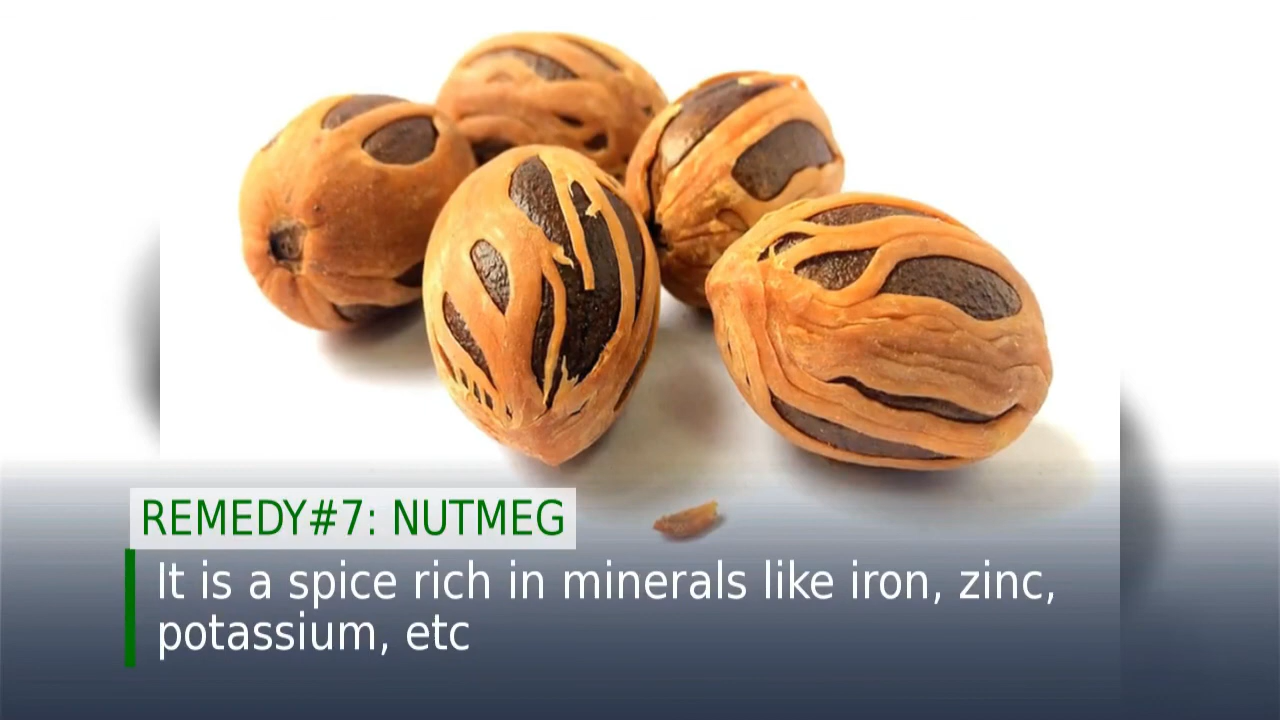 REMEDY#7: NUTMEG
It is a spice rich in minerals like iron, zinc,
potassium, etc